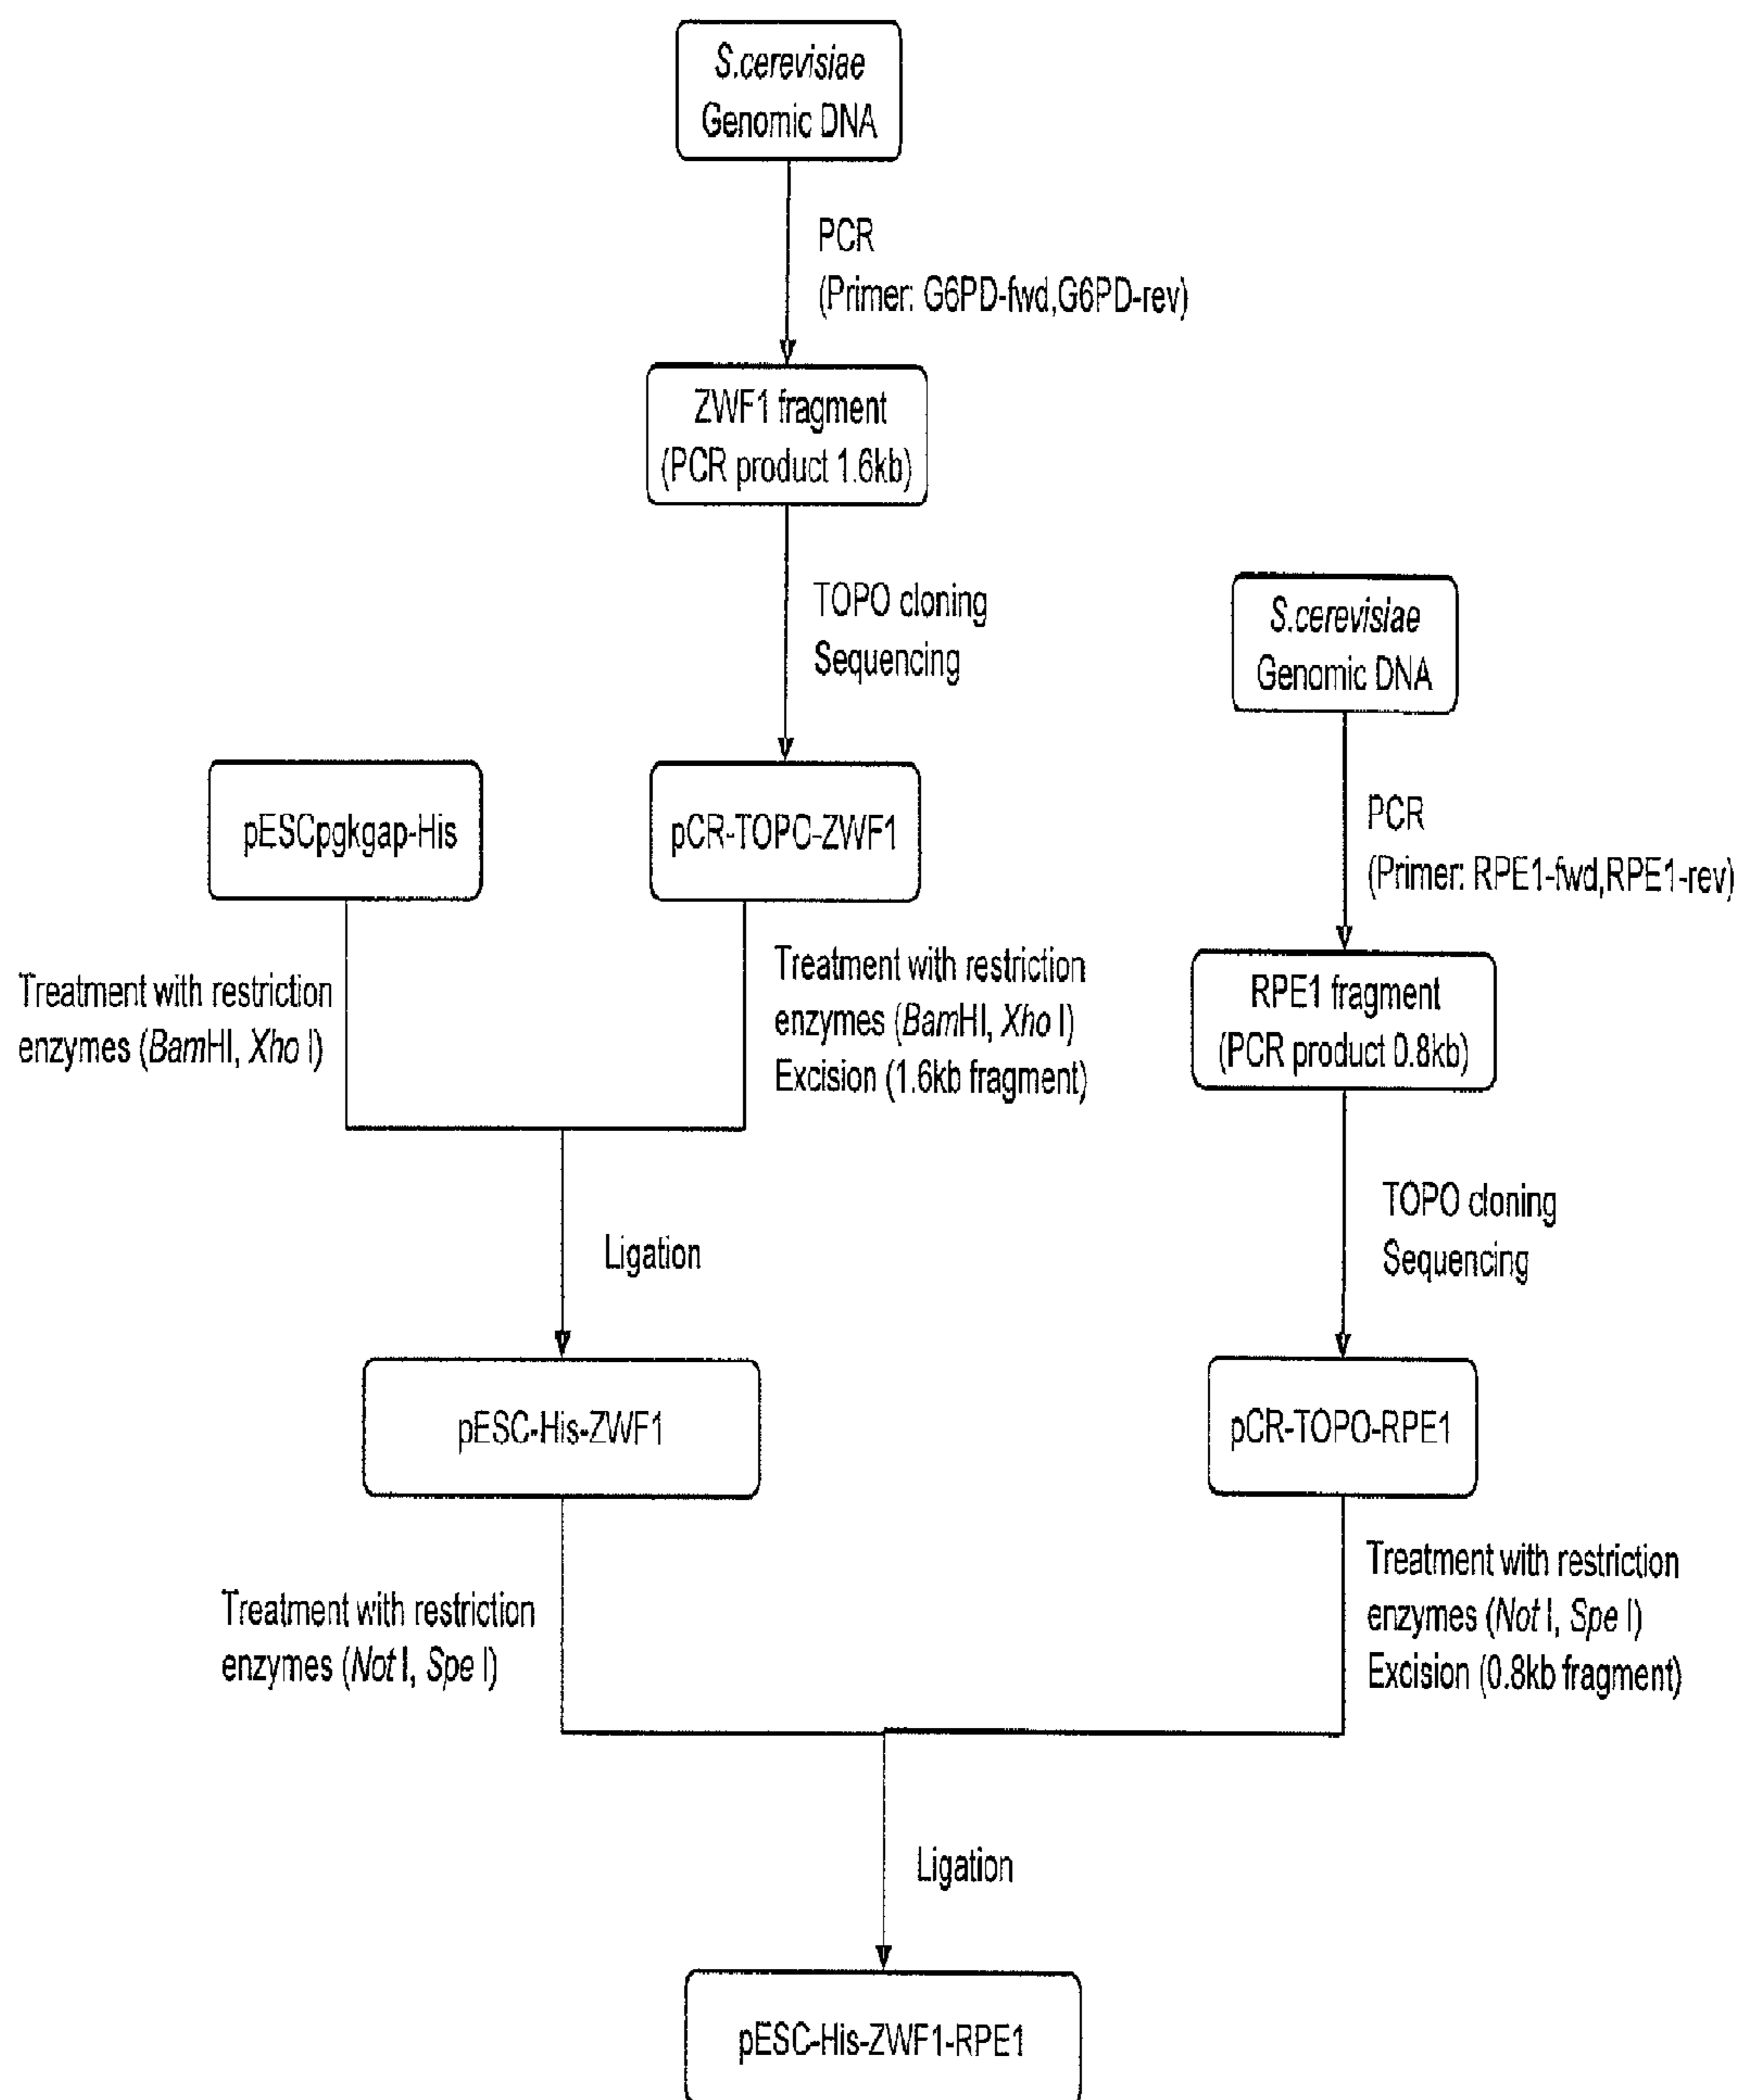 S.cerevisiae
Genomic DNA
PCR
(Primer: G6PD-fwd,G6PD-rev)
ZWF1 fragment
(PCR product 1.6kb)
TOPO cloning
Sequencing
S.cerevisiae
Genomic DNA
pESCpgkgap-His
pCR-TOPC-ZWF1
PCR
(Primer: RPE1-fwd,RPE1-rev)
Treatment with restriction
enzymes (BamHI, Xho I)
Treatment with restriction
enzymes (BamHI, Xho I)
Excision (1.6kb fragment)
RPE1 fragment
(PCR product 0.8kb)
Ligation
TOPO cloning
Sequencing
pESC-His-ZWF1
pCR-TOPO-RPE1
Treatment with restriction
enzymes (Not I, Spe I)
Treatment with restriction
enzymes (Not I, Spe I)
Excision (0.8kb fragment)
Ligation
pESC-His-ZWF1-RPE1